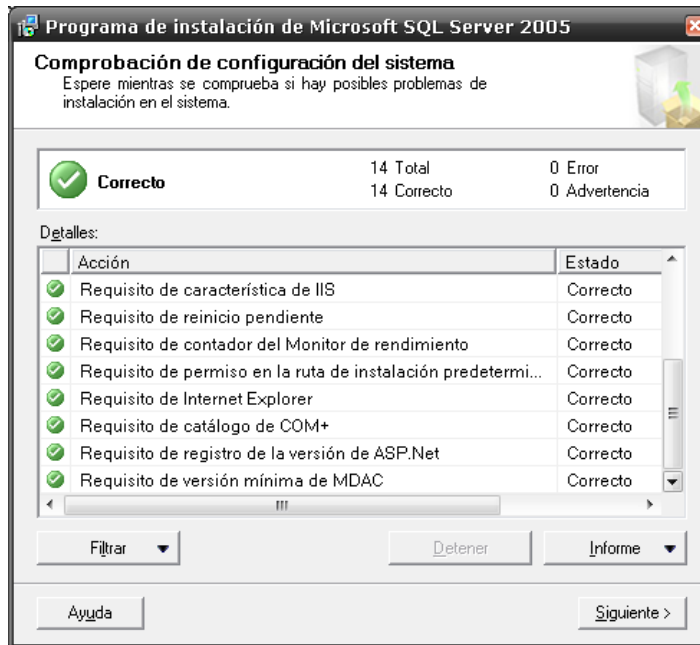 Programa de instalación de Microsoft SQL Server 2005
Comprobación de configuración del sistema
Espere mientras se comprueba si hay posibles problemas de
instalación en el sistema.
Correcto
14 Total
0 Error
14 Correcto
0 Advertencia
Detalles:
Acción
Estado
Requisito de característica de IIS
Correcto
Requisito de reinicio pendiente
Correcto
Requisito de contador del Monitor de rendimiento
Correcto
Requisito de permiso en la ruta de instalación predetermi...
Correcto
Requisito de Internet Explorer
Correcto
Requisito de catálogo de COM+
Correcto
Requisito de registro de la versión de ASP.Net
Correcto
Requisito de versión mínima de MDAC
Correcto
Filtrar
Detener
Informe
Ayuda
Siguiente >